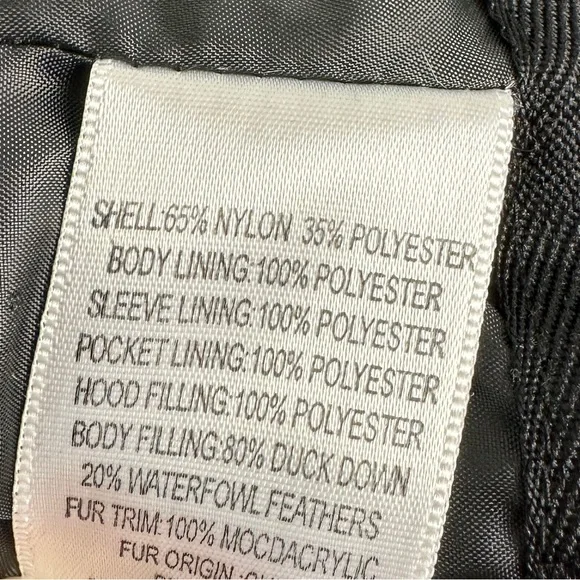 SHELL:65% NYLON 35% POLYESTER
BODY LINING:100% POLYESTER
SLEEVE LINING:100% POLYESTER
POCKET LINING:100% POLYESTER
HOOD FILLING:100% POLYESTER
BODY FILLING:80% DUCK DOWN
20% WATERFOWL FEATHERS
FUR TRIM:100% MOCDACRYLIC
FUR ORIGIN